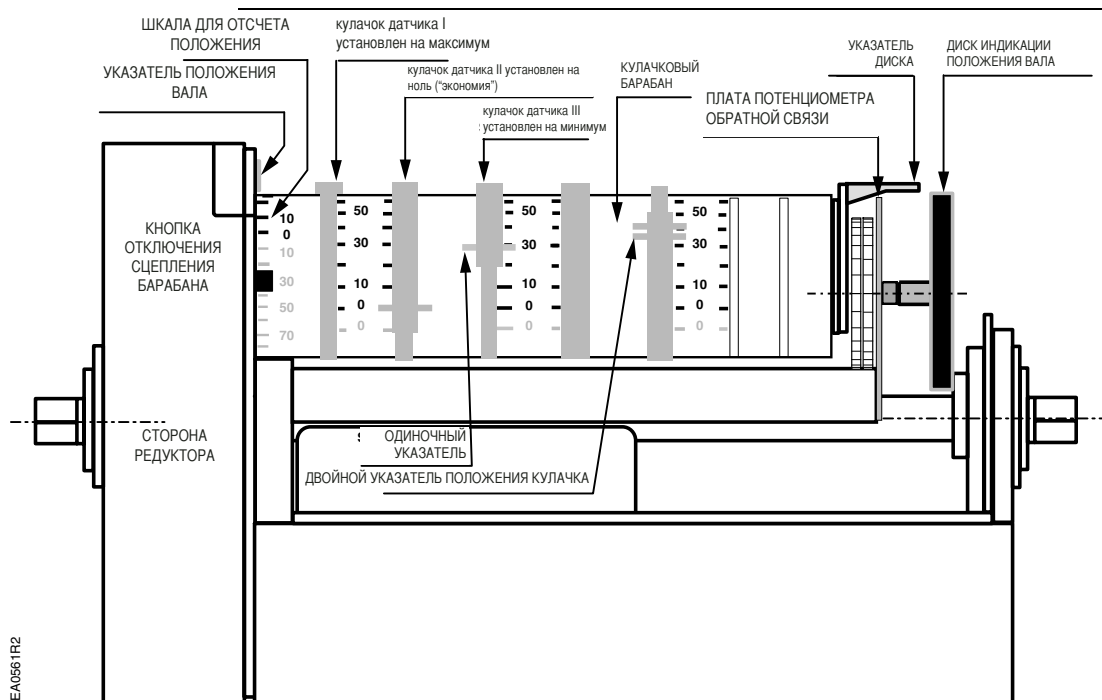 ШКАЛА ДЛЯ ОТСЧЕТА
ПОЛОЖЕНИЯ
УКАЗАТЕЛЬ ПОЛОЖЕНИЯ
ВАЛА
кулачок датчика I
установлен на максимум
кулачок датчика II установлен на
ноль ("экономия")
кулачок датчика III
установлен на минимум
КУЛАЧКОВЫЙ
БАРАБАН
ПЛАТА ПОТЕНЦИОМЕТРА
ОБРАТНОЙ СВЯЗИ
УКАЗАТЕЛЬ
ДИСКА
ДИСК ИНДИКАЦИИ
ПОЛОЖЕНИЯ ВАЛА
КНОПКА
ОТКЛЮЧЕНИЯ
СЦЕПЛЕНИЯ
БАРАБАНА
10
0
10
30
50
70
50
30
10
0
0
50
30
10
0
0
50
30
10
0
0
СТОРОНА
РЕДУКТОРА
ОДИНОЧНЫЙ
УКАЗАТЕЛЬ
ДВОЙНОЙ УКАЗАТЕЛЬ ПОЛОЖЕНИЯ КУЛАЧКА
EA0561R2